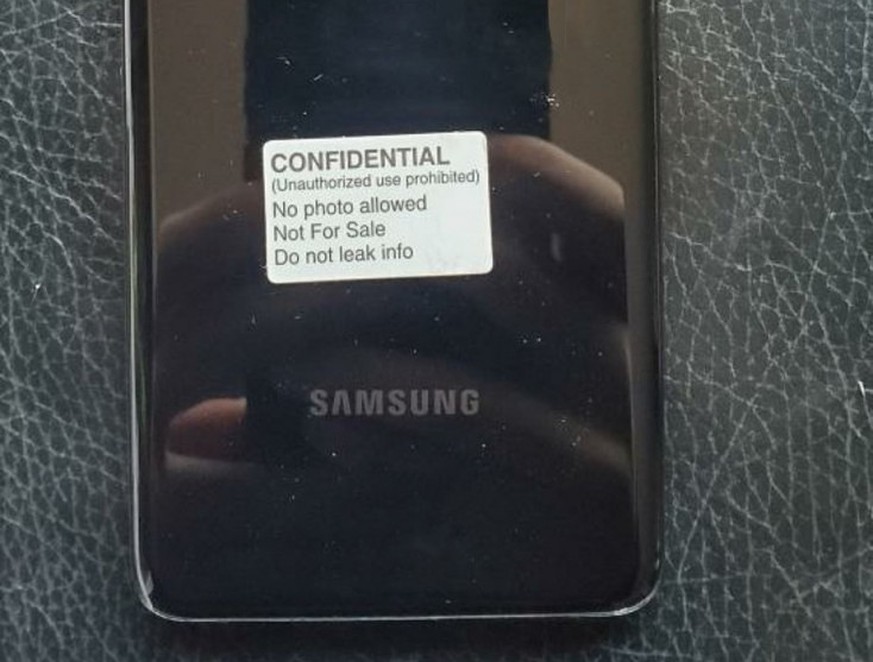 CONFIDENTIAL
(Unauthorized use prohibited)
No photo allowed
Not For Sale
Do not leak info
SAMSUNG